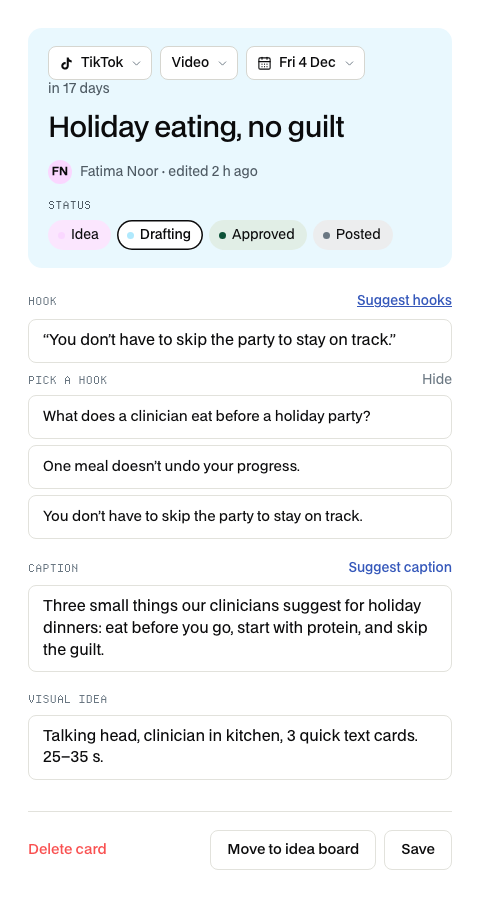 TikTok Video Fri 4 Dec
in 17 days
Holiday eating, no guilt
FN Fatima Noor · edited 2 h ago
STATUS
Idea Drafting Approved Posted
HOOK Suggest hooks
“You don’t have to skip the party to stay on track.”
PICK A HOOK Hide
What does a clinician eat before a holiday party?
One meal doesn’t undo your progress.
You don’t have to skip the party to stay on track.
CAPTION Suggest caption
Three small things our clinicians suggest for holiday
dinners: eat before you go, start with protein, and skip
the guilt.
VISUAL IDEA
Talking head, clinician in kitchen, 3 quick text cards.
25–35 s.
Delete card Move to idea board Save